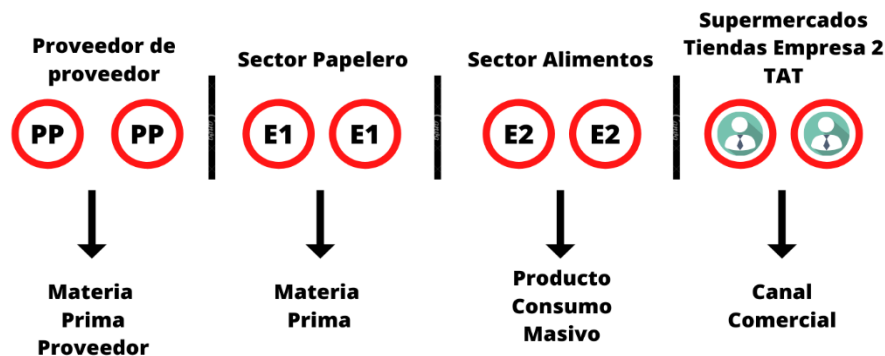 Proveedor de
proveedor
Sector Papelero
Sector Alimentos
Supermercados
Tiendas Empresa 2
TAT
PP
PP
E1
E1
E2
E2
Materia
Prima
Proveedor
Materia
Prima
Producto
Consumo
Masivo
Canal
Comercial